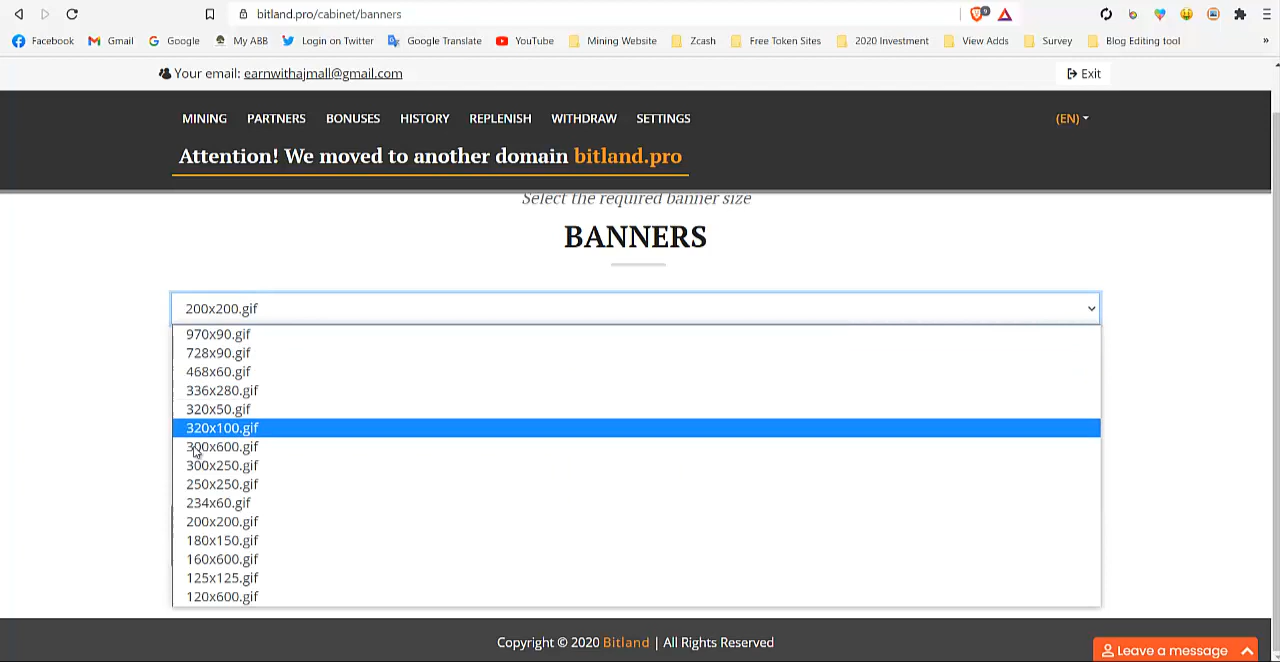 bitland.pro/cabinet/banners
9
Facebook Gmail Google My ABB Login on Twitter Google Translate YouTube Mining Website Zcash Free Token Sites 2020 Investment View Adds Survey Blog Editing tool »
Your email: earnwithajmall@gmail.com Exit
MINING PARTNERS BONUSES HISTORY REPLENISH WITHDRAW SETTINGS (EN)
Attention! We moved to another domain bitland.pro
Select the required banner size
BANNERS
200x200.gif
970x90.gif
728x90.gif
468x60.gif
336x280.gif
320x50.gif
320x100.gif
300x600.gif
300x250.gif
250x250.gif
234x60.gif
200x200.gif
180x150.gif
160x600.gif
125x125.gif
120x600.gif
Copyright © 2020 Bitland | All Rights Reserved
Leave a message